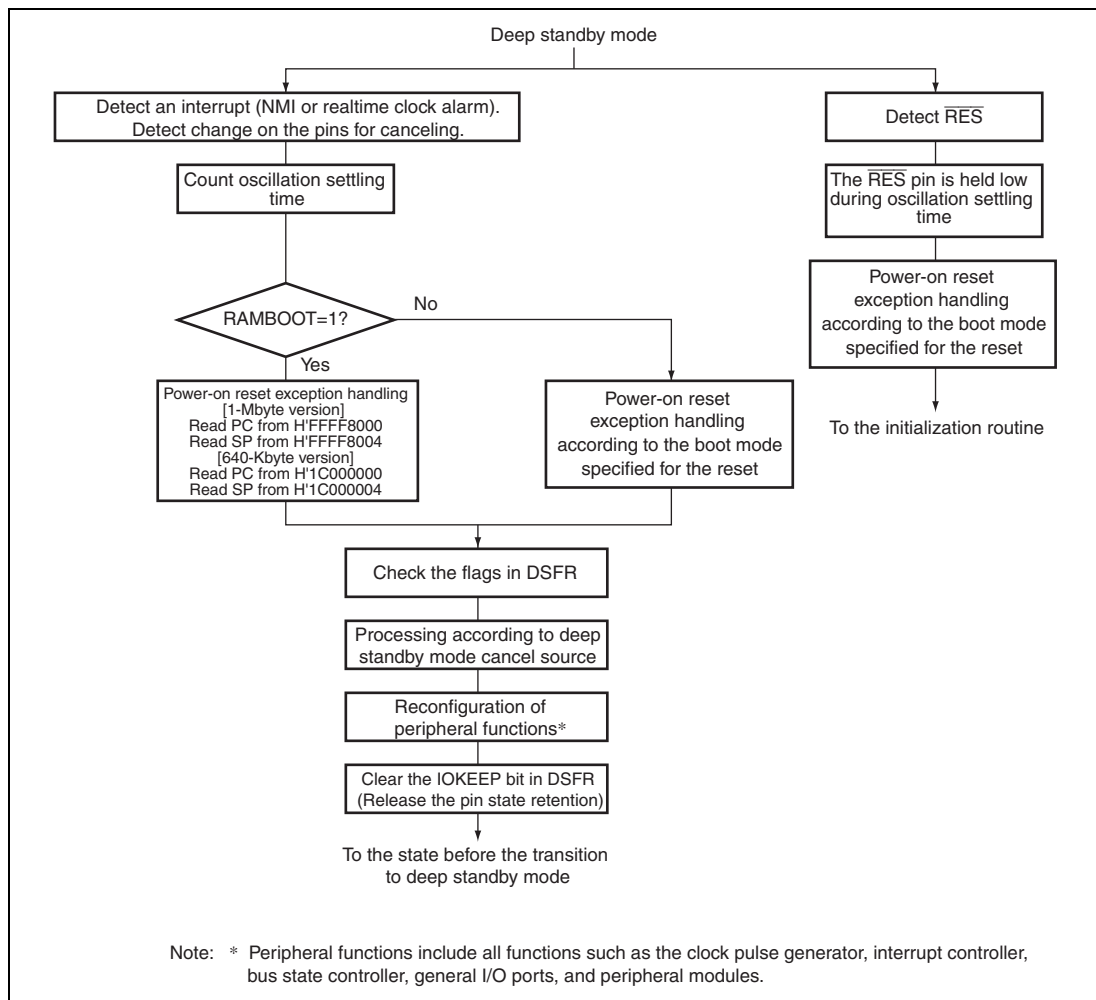 Deep standby mode
Detect an interrupt (NMI or realtime clock alarm).
Detect change on the pins for canceling.
Count oscillation settling
time
RAMBOOT=1?
No
Yes
Power-on reset exception handling
[1-Mbyte version]
Read PC from H'FFFF8000
Read SP from H'FFFF8004
[640-Kbyte version]
Read PC from H'1C000000
Read SP from H'1C000004
Power-on reset
exception handling
according to the boot mode
specified for the reset
Detect RES
The RES pin is held low
during oscillation settling
time
Power-on reset
exception handling
according to the boot mode
specified for the reset
To the initialization routine
Check the flags in DSFR
Processing according to deep
standby mode cancel source
Reconfiguration of
peripheral functions*
Clear the IOKEEP bit in DSFR
(Release the pin state retention)
To the state before the transition
to deep standby mode
Note: * Peripheral functions include all functions such as the clock pulse generator, interrupt controller,
bus state controller, general I/O ports, and peripheral modules.